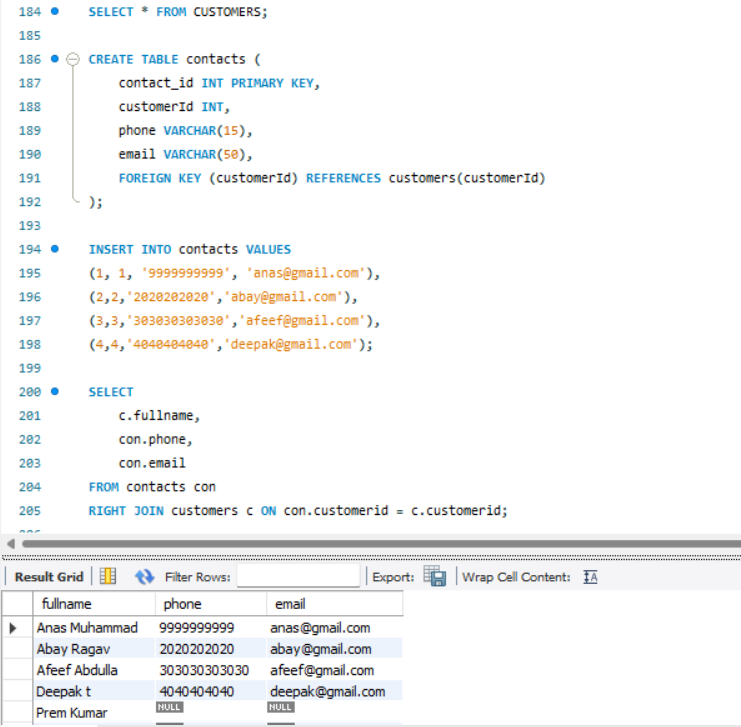 184 SELECT * FROM CUSTOMERS;
185
186 CREATE TABLE contacts (
187 contact_id INT PRIMARY KEY,
188 customerId INT,
189 phone VARCHAR(15),
190 email VARCHAR(50),
191 FOREIGN KEY (customerId) REFERENCES customers(customerId)
192 );
193
194 INSERT INTO contacts VALUES
195 (1, 1, '9999999999', 'anas@gmail.com'),
196 (2,2,'2020202020','abay@gmail.com'),
197 (3,3,'303030303030','afeef@gmail.com'),
198 (4,4,'4040404040','deepak@gmail.com');
199
200 SELECT
201 c.fullname,
202 con.phone,
203 con.email
204 FROM contacts con
205 RIGHT JOIN customers c ON con.customerid = c.customerid;
Result Grid Filter Rows: Export: Wrap Cell Content: IA
fullname phone email
Anas Muhammad 9999999999 anas@gmail.com
Abay Ragav 2020202020 abay@gmail.com
Afeef Abdulla 303030303030 afeef@gmail.com
Deepak t 4040404040 deepak@gmail.com
Prem Kumar NULL NULL